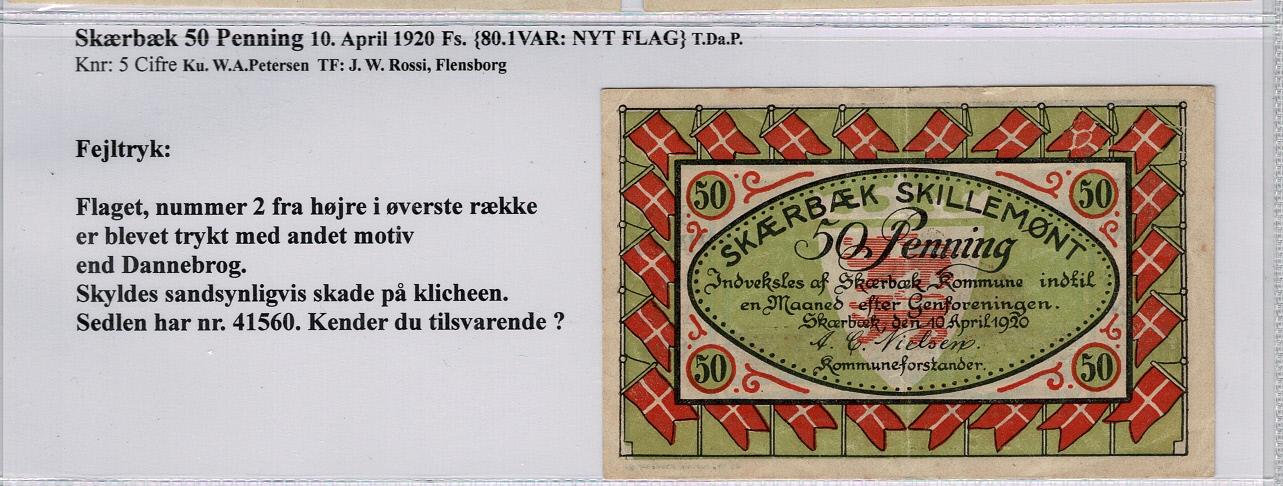 Skærbæk 50 Penning 10. April 1920 Fs. {80.1VAR: NYT FLAG} T.Da.P.
Knr: 5 Cifre Ku. W.A.Petersen TF: J. W. Rossi, Flensborg
Fejltryk:
Flaget, nummer 2 fra højre i øverste række
er blevet trykt med andet motiv
end Dannebrog.
Skyldes sandsynligvis skade på klicheen.
Sedlen har nr. 41560. Kender du tilsvarende ?
50
50
SKÆRBÆK SKILLEMØNT
50 Penning
Indveksles af Skærbæk Kommune indtil
en Maaned efter Genforeningen.
Skærbæk, den 10 April 1920
A. C. Nielsen.
Kommuneforstander.
50
50